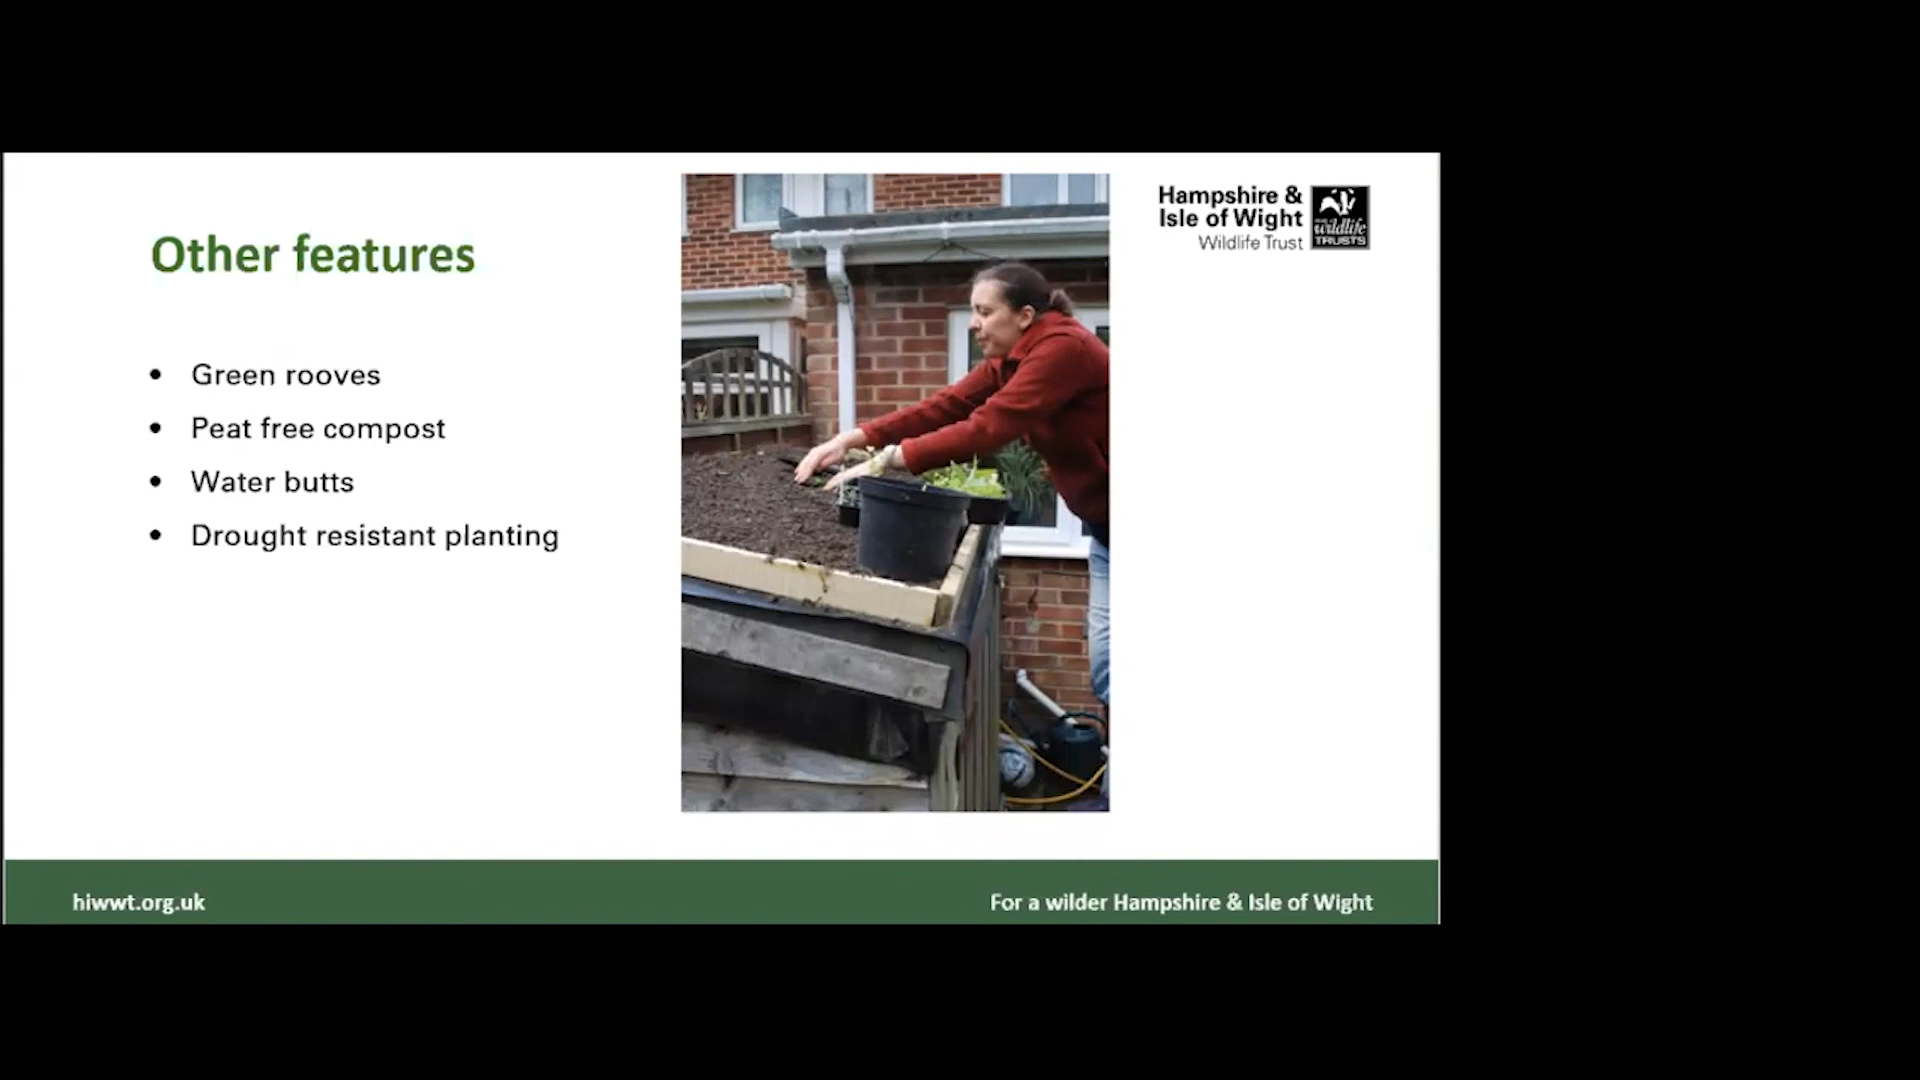 Other features
Green rooves
Peat free compost
Water butts
Drought resistant planting
Hampshire &
Isle of Wight
Wildlife Trust
wildlife
TRUSTS
hiwwt.org.uk
For a wilder Hampshire & Isle of Wight